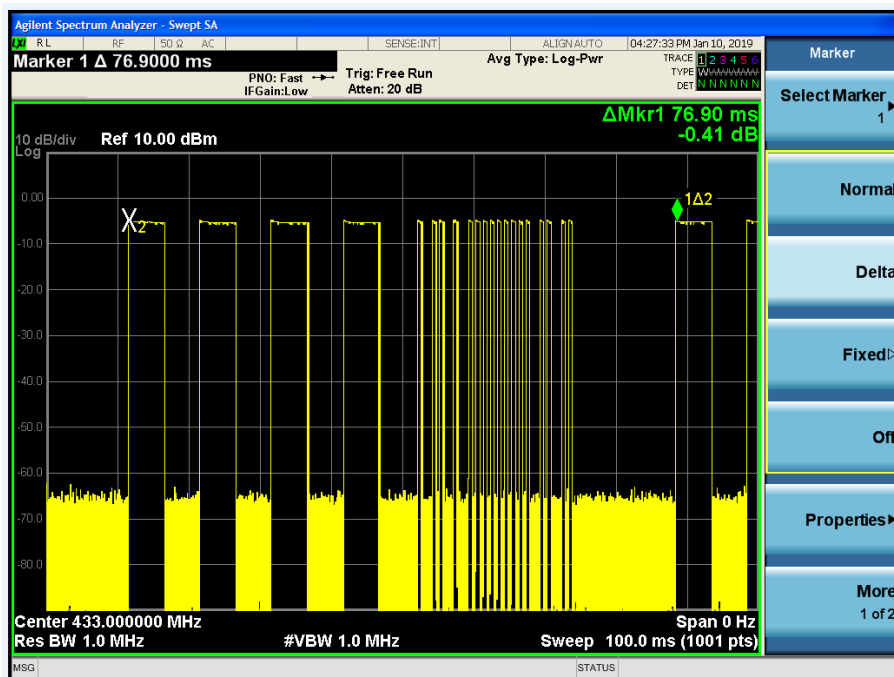 Agilent Spectrum Analyzer - Swept SA
LXI RL RF 50 Ω AC SENSE:INT ALIGN AUTO 04:27:33 PM Jan 10, 2019
Marker 1 Δ 76.9000 ms
PNO: Fast
IFGain:Low
Trig: Free Run
Atten: 20 dB
Avg Type: Log-Pwr
TRACE 1 2 3 4 5 6
TYPE WWWWWW
DET N N N N N N
ΔMkr1 76.90 ms
-0.41 dB
10 dB/div
Log
Ref 10.00 dBm
0.00
-10.0
-20.0
-30.0
-40.0
-50.0
-60.0
-70.0
-80.0
X2
1Δ2
Center 433.000000 MHz
Span 0 Hz
Res BW 1.0 MHz
#VBW 1.0 MHz
Sweep 100.0 ms (1001 pts)
MSG
STATUS
Marker
Select Marker
1
Normal
Delta
Fixed
Off
Properties
More
1 of 2